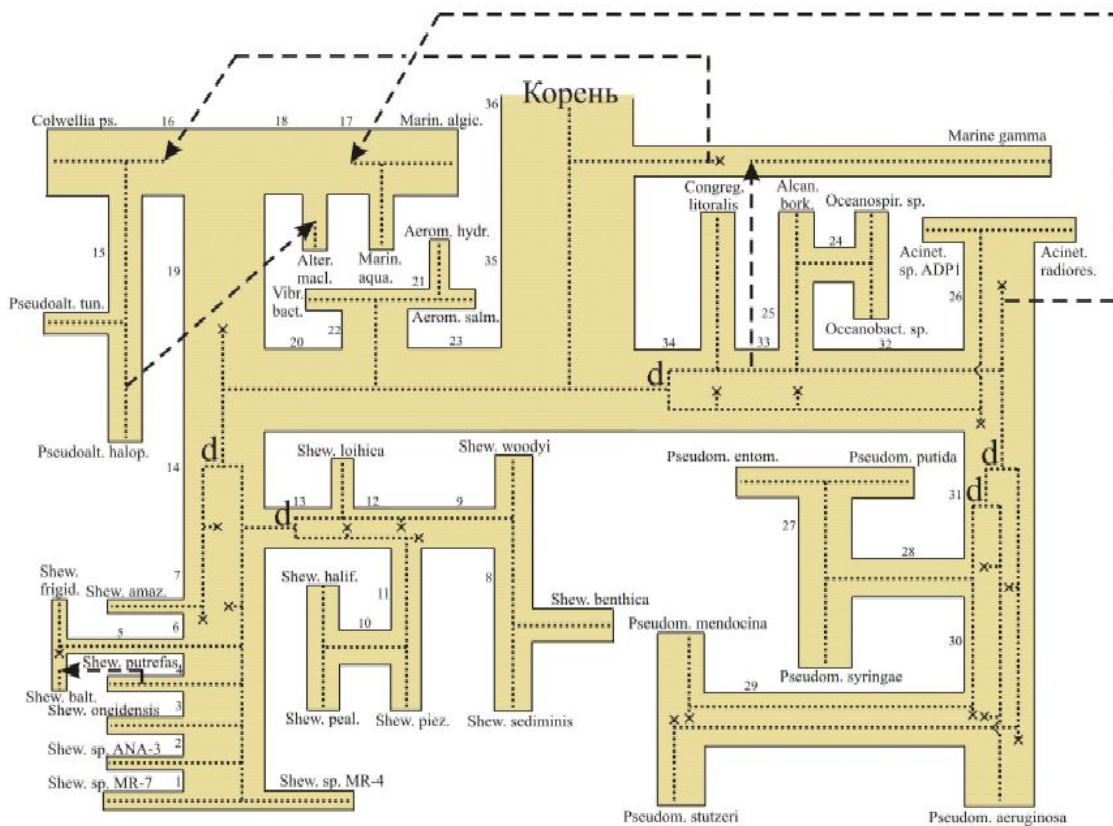 36
Корень
Colwellia ps.
16
18
17
Marin. algic.
Marine gamma
Congreg.
litoralis
Alcan.
bork.
Oceanospir. sp.
24
Acinet.
sp. ADP1
26
Acinet.
radiores.
15
19
Alter.
macl.
Marin.
aqua.
Aerom. hydr.
35
21
Vibr.
bact.
Aerom. salm.
22
Pseudoalt. tun.
25
Oceanobact. sp.
20
23
34
33
32
d
Pseudoalt. halop.
14
d
Shew. loihica
Shew. woodyi
Pseudom. entom.
Pseudom. putida
d
31
d
13
12
9
d
27
28
7
Shew.
frigid.
Shew. amaz.
Shew. halif.
11
8
Shew. benthica
5
6
10
Pseudom. mendocina
30
Shew. putrefas.
4
Pseudom. syringae
29
Shew. balt.
Shew. oneidensis
3
Shew. peal.
Shew. piez.
Shew. sediminis
Shew. sp. ANA-3
2
Shew. sp. MR-7
1
Shew. sp. MR-4
Pseudom. stutzeri
Pseudom. aeruginosa